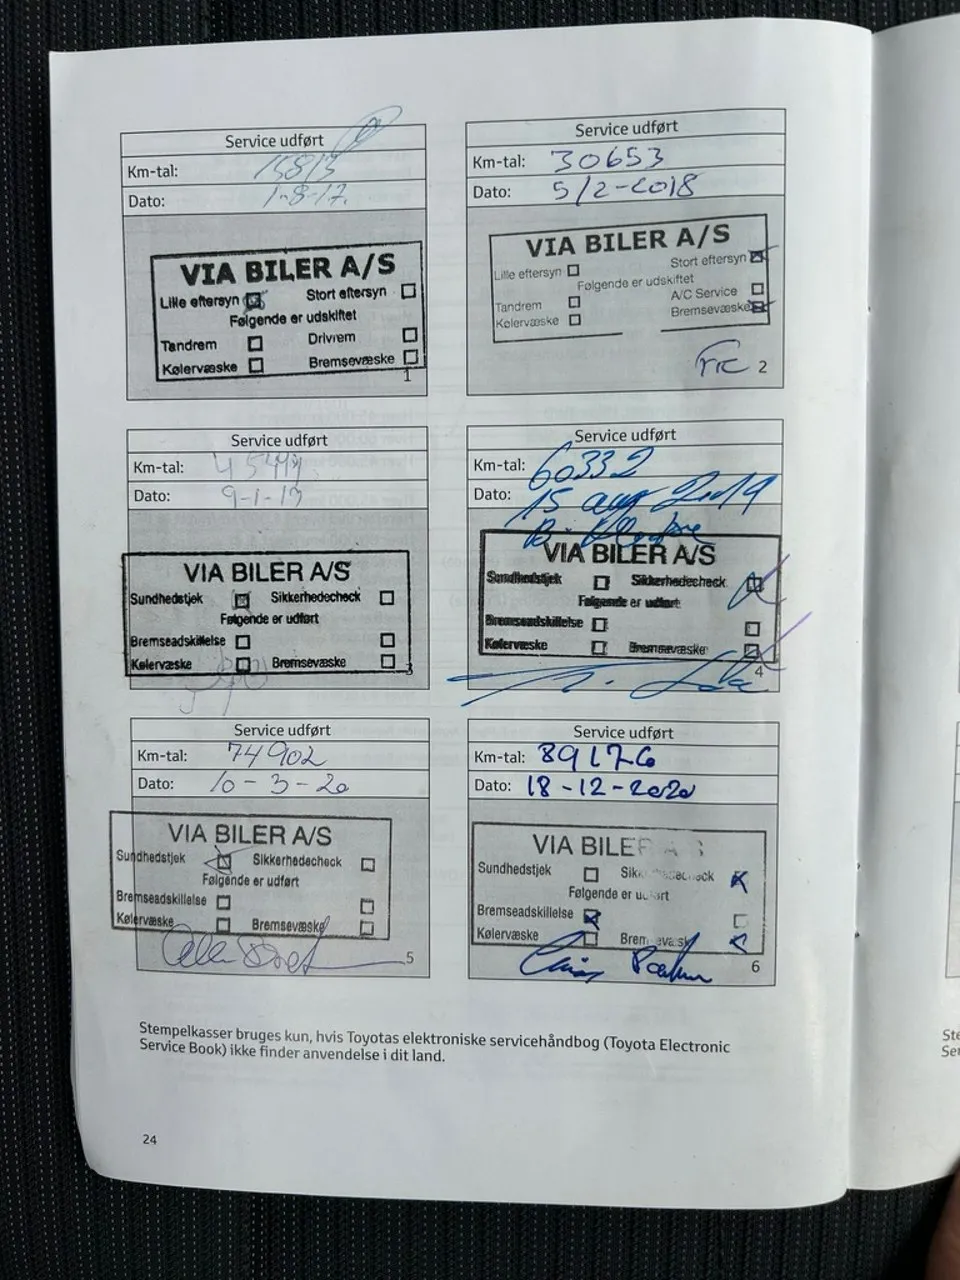 Service udført
Km-tal: 15813
Dato: 1-8-17.
VIA BILER A/S
Lille eftersyn Stort eftersyn
Følgende er udskiftet
Tandrem Drivrem
Kølervæske Bremsevæske
1
Service udført
Km-tal: 30653
Dato: 5/2-2018
VIA BILER A/S
Lille eftersyn Stort eftersyn
Følgende er udskiftet
Tandrem A/C Service
Kølervæske Bremsevæske
2
Service udført
Km-tal:
Dato: 9-1-19
VIA BILER A/S
Sundhedstjek Sikkerhedecheck
Følgende er udført
Bremseadskillelse
Kølervæske Bremsevæske
3
Service udført
Km-tal: 60332
Dato: 15 aug 2019
VIA BILER A/S
Sundhedstjek Sikkerhedecheck
Følgende er udført
Bremseadskillelse
Kølervæske Bremsevæske
4
Service udført
Km-tal: 74902
Dato: 10-3-20
VIA BILER A/S
Sundhedstjek Sikkerhedecheck
Følgende er udført
Bremseadskillelse
Kølervæske Bremsevæske
5
Service udført
Km-tal: 89176
Dato: 18-12-2020
VIA BILER A/S
Sundhedstjek Sikkerhedecheck
Følgende er udført
Bremseadskillelse
Kølervæske Bremsevæske
6
Stempelkasser bruges kun, hvis Toyotas elektroniske servicehåndbog (Toyota Electronic
Service Book) ikke finder anvendelse i dit land.
24